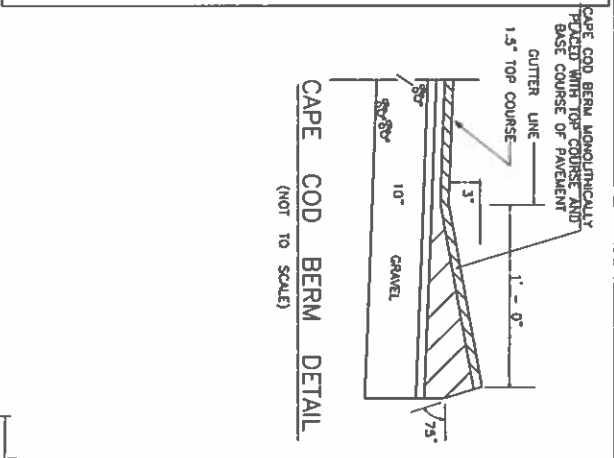 CAPE COD BERM MONOLITHICALLY
PLACED WITH TOP COURSE AND
BASE COURSE OF PAVEMENT
GUTTER LINE
1.5" TOP COURSE
3"
1' - 0"
10" GRAVEL
75°
CAPE COD BERM DETAIL
(NOT TO SCALE)